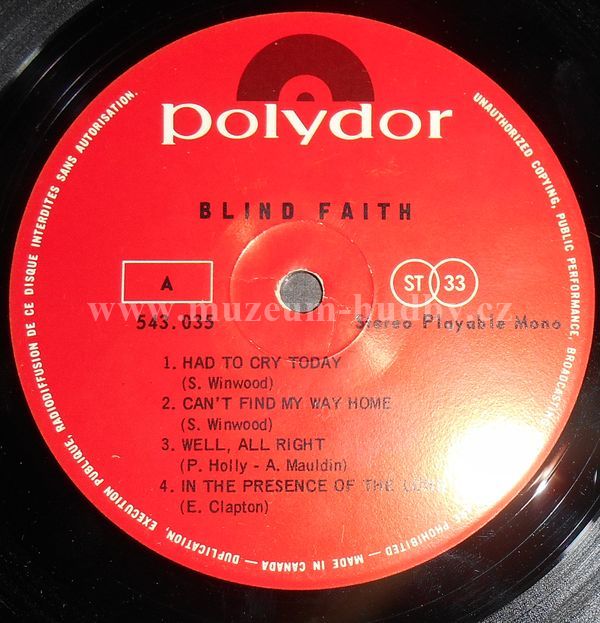 polydor
BLIND FAITH
A
ST 33
543.035
Stereo Playable Mono
www.muzeum-hudby.cz
1. HAD TO CRY TODAY
(S. Winwood)
2. CAN'T FIND MY WAY HOME
(S. Winwood)
3. WELL, ALL RIGHT
(P. Holly - A. Mauldin)
4. IN THE PRESENCE OF THE
(E. Clapton)
UNAUTHORIZED COPYING, PUBLIC PERFORMANCE, BROADCASTING
PROHIBITED — MADE IN CANADA — DUPLICATION, EXECUTION PUBLIQUE, RADIODIFFUSION DE CE DISQUE INTERDITES SANS AUTORISATION.